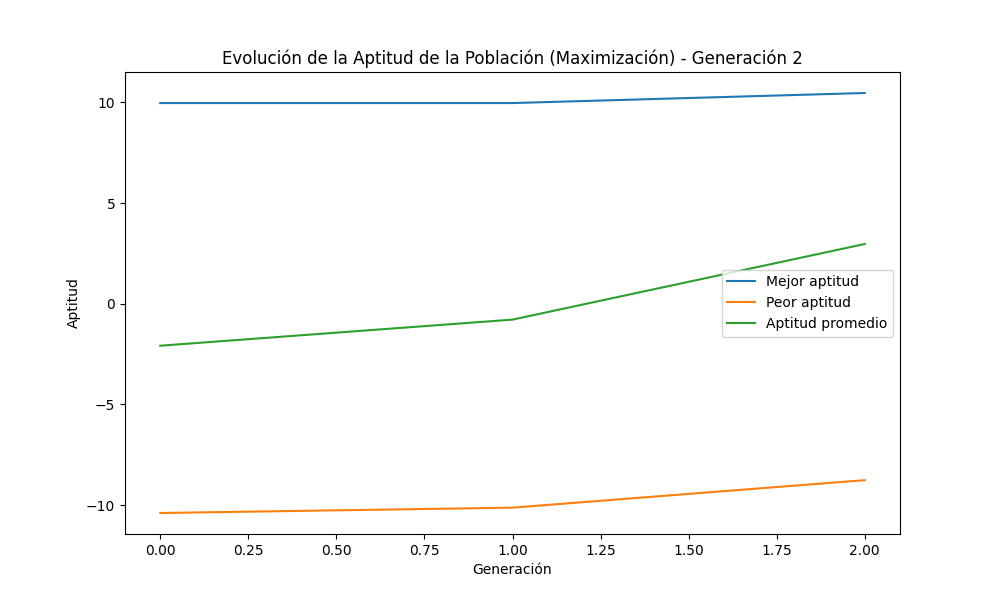 Evolución de la Aptitud de la Población (Maximización) - Generación 2
10
5
0
−5
−10
Aptitud
Mejor aptitud
Peor aptitud
Aptitud promedio
0.00 0.25 0.50 0.75 1.00 1.25 1.50 1.75 2.00
Generación